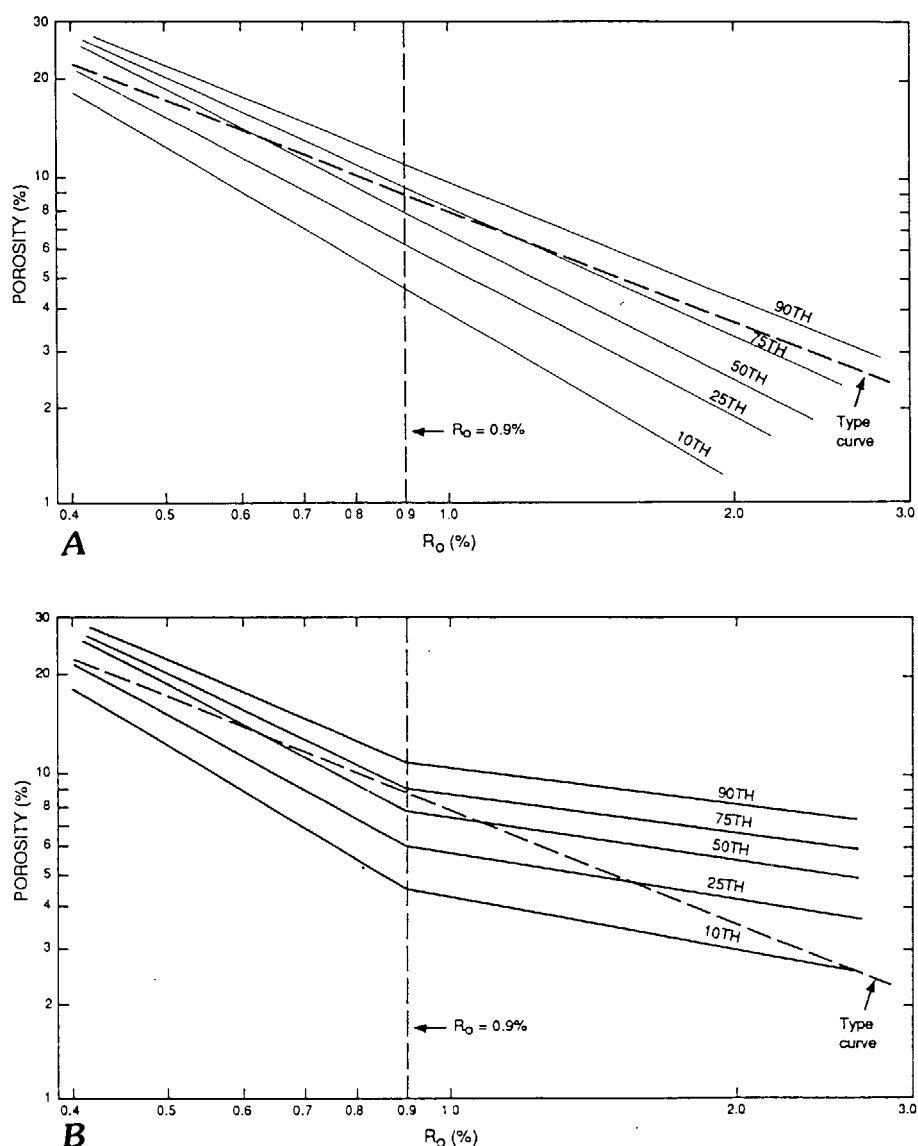 30
20
10
8
6
5
4
3
2
1
POROSITY (%)
90TH
75TH
50TH
25TH
10TH
Type
curve
Rₒ = 0.9%
0.4 0.5 0.6 0.7 0.8 0.9 1.0 2.0 3.0
Rₒ (%)
A
30
20
10
8
6
5
4
3
2
1
POROSITY (%)
90TH
75TH
50TH
25TH
10TH
Type
curve
Rₒ = 0.9%
0.4 0.5 0.6 0.7 0.8 0.9 1.0 2.0 3.0
Rₒ (%)
B